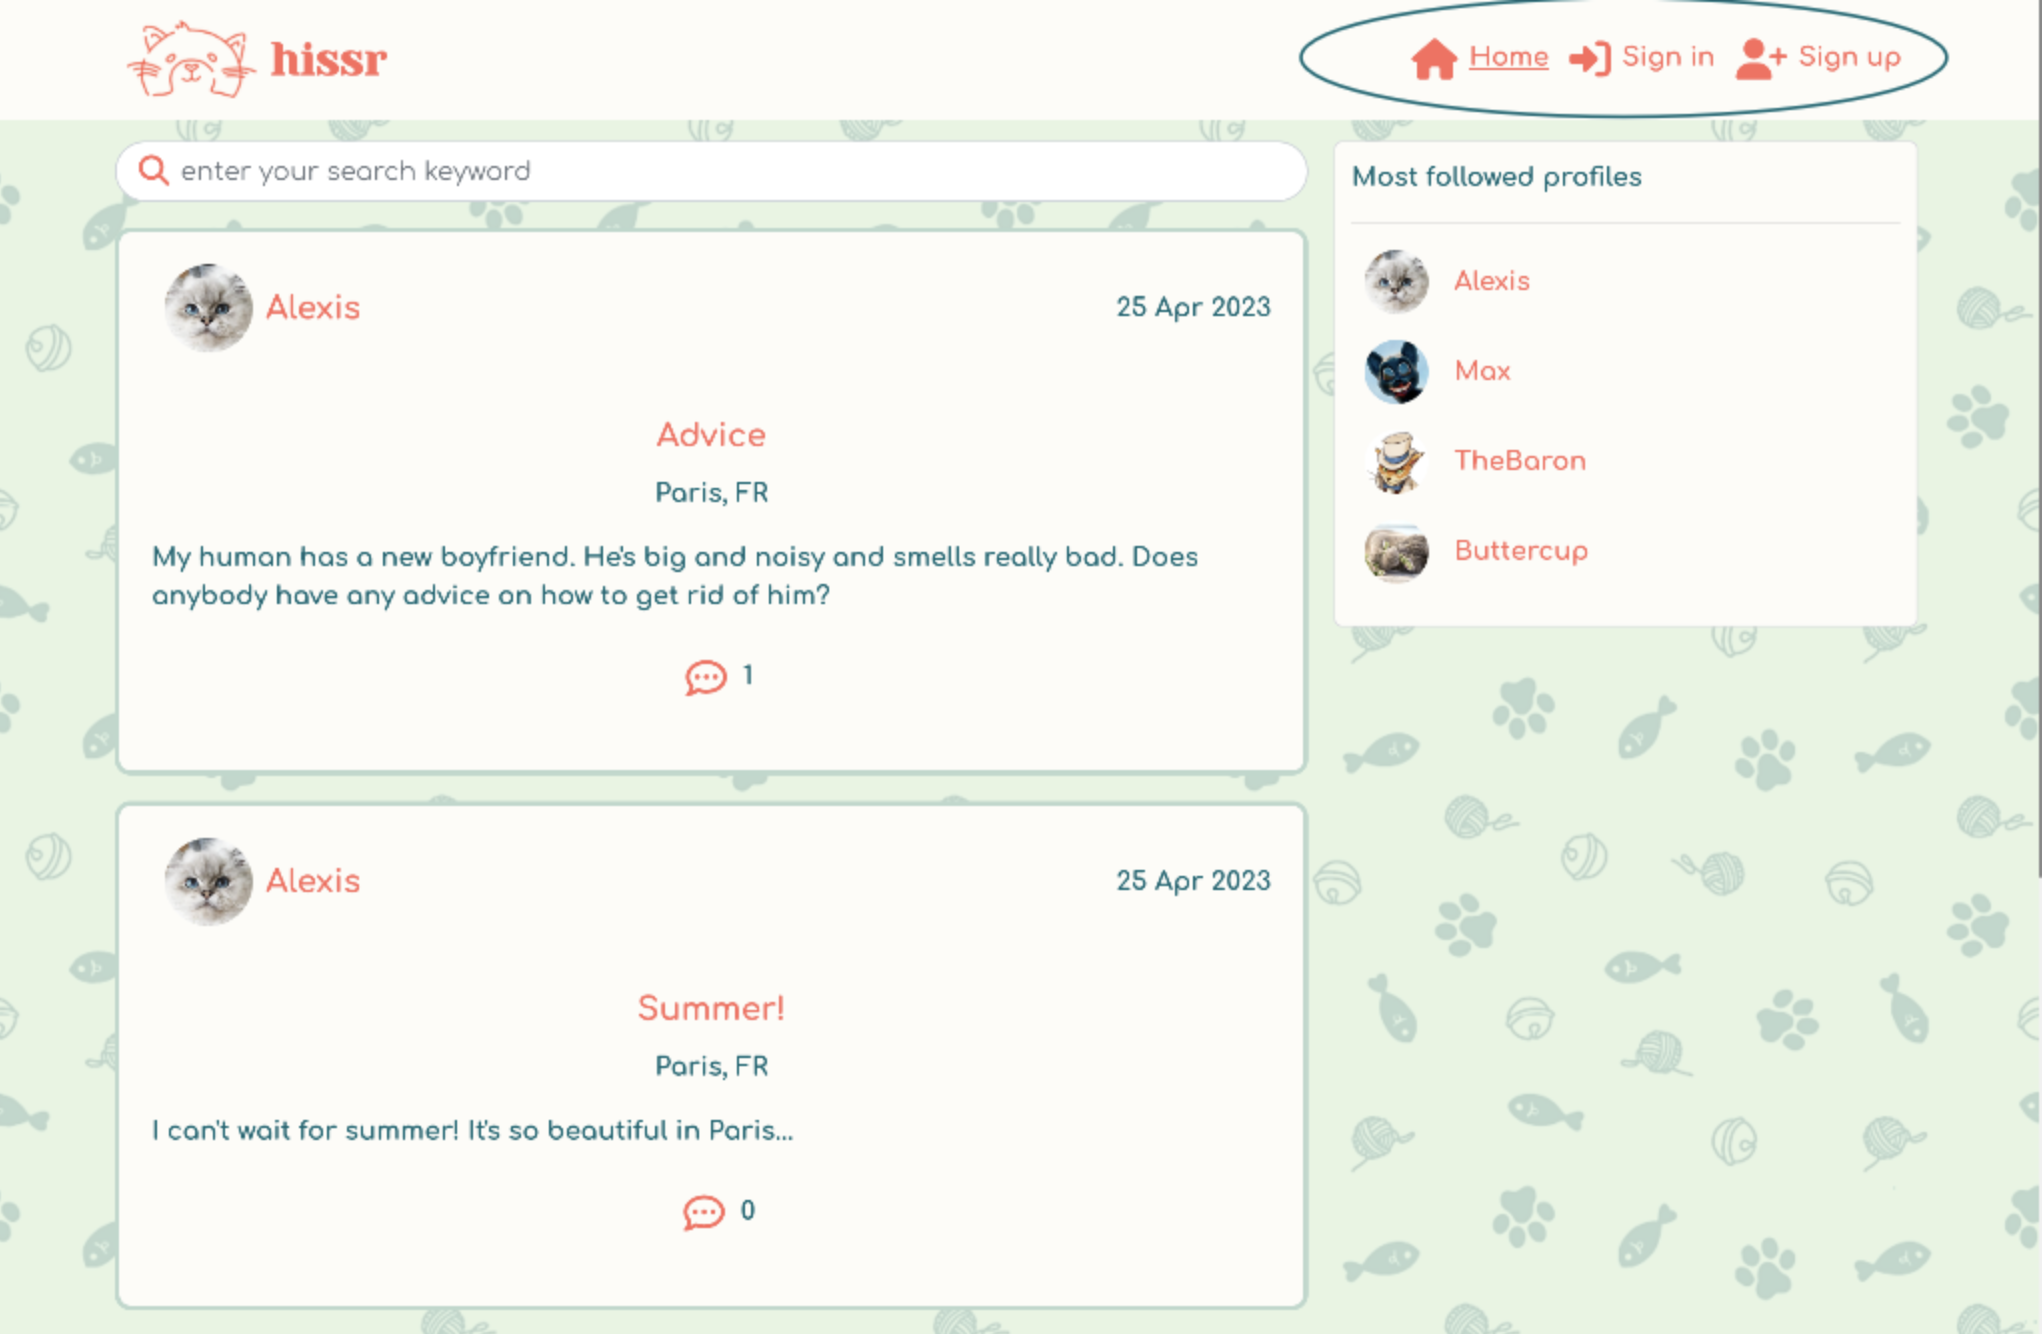 hissr
Home Sign in Sign up
enter your search keyword
Alexis
25 Apr 2023
Advice
Paris, FR
My human has a new boyfriend. He's big and noisy and smells really bad. Does
anybody have any advice on how to get rid of him?
1
Alexis
25 Apr 2023
Summer!
Paris, FR
I can't wait for summer! It's so beautiful in Paris...
0
Most followed profiles
Alexis
Max
TheBaron
Buttercup